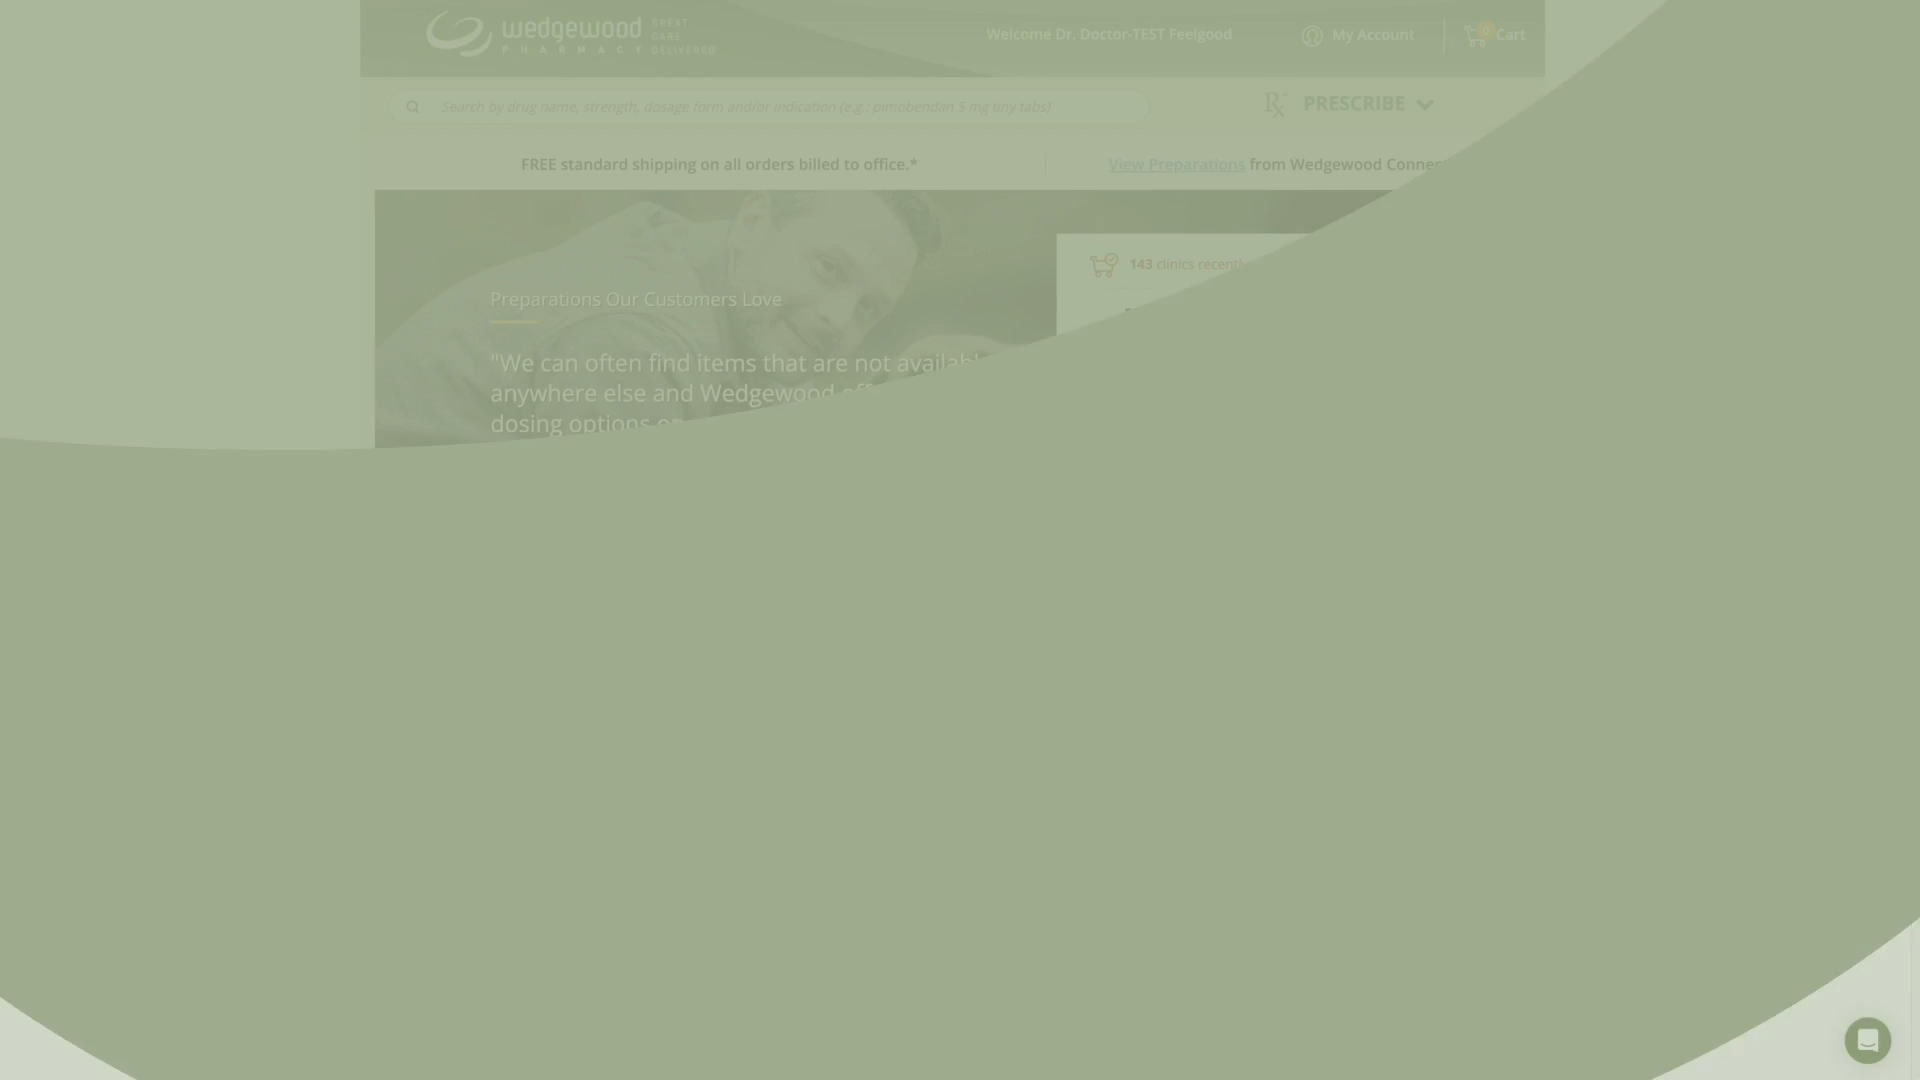 wedgewood
PHARMACY
GREAT
CARE
DELIVERED
Welcome Dr. Doctor-TEST Feelgood
My Account
0
Cart
Search by drug name, strength, dosage form and/or indication (e.g.: pimobendan 5 mg tiny tabs)
Rx
PRESCRIBE
FREE standard shipping on all orders billed to office.*
View Preparations from Wedgewood
143 clinics
Preparations Our Customers Love
"We can often find items that are not
anywhere else and Wedgewood
dosing options